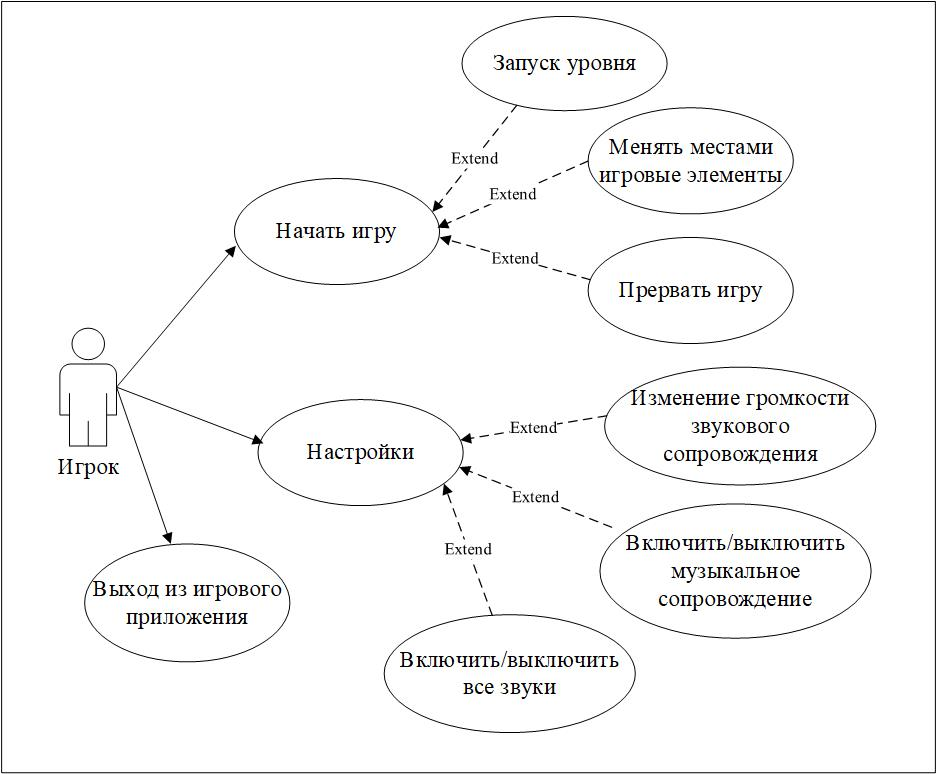 Запуск уровня
Extend
Менять местами
игровые элементы
Extend
Начать игру
Extend
Прервать игру
Игрок
Изменение громкости
звукового
сопровождения
Extend
Настройки
Extend
Включить/выключить
музыкальное
сопровождение
Extend
Выход из игрового
приложения
Включить/выключить
все звуки